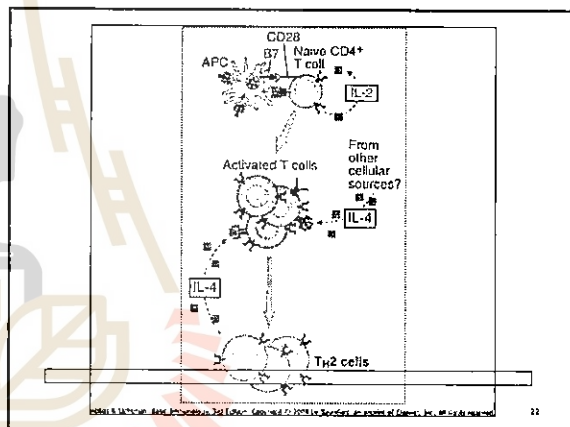 CD28
B7
Naive CD4+
T cell
APC
IL-2
From
other
cellular
sources?
Activated T cells
IL-4
IL-4
TH2 cells
22